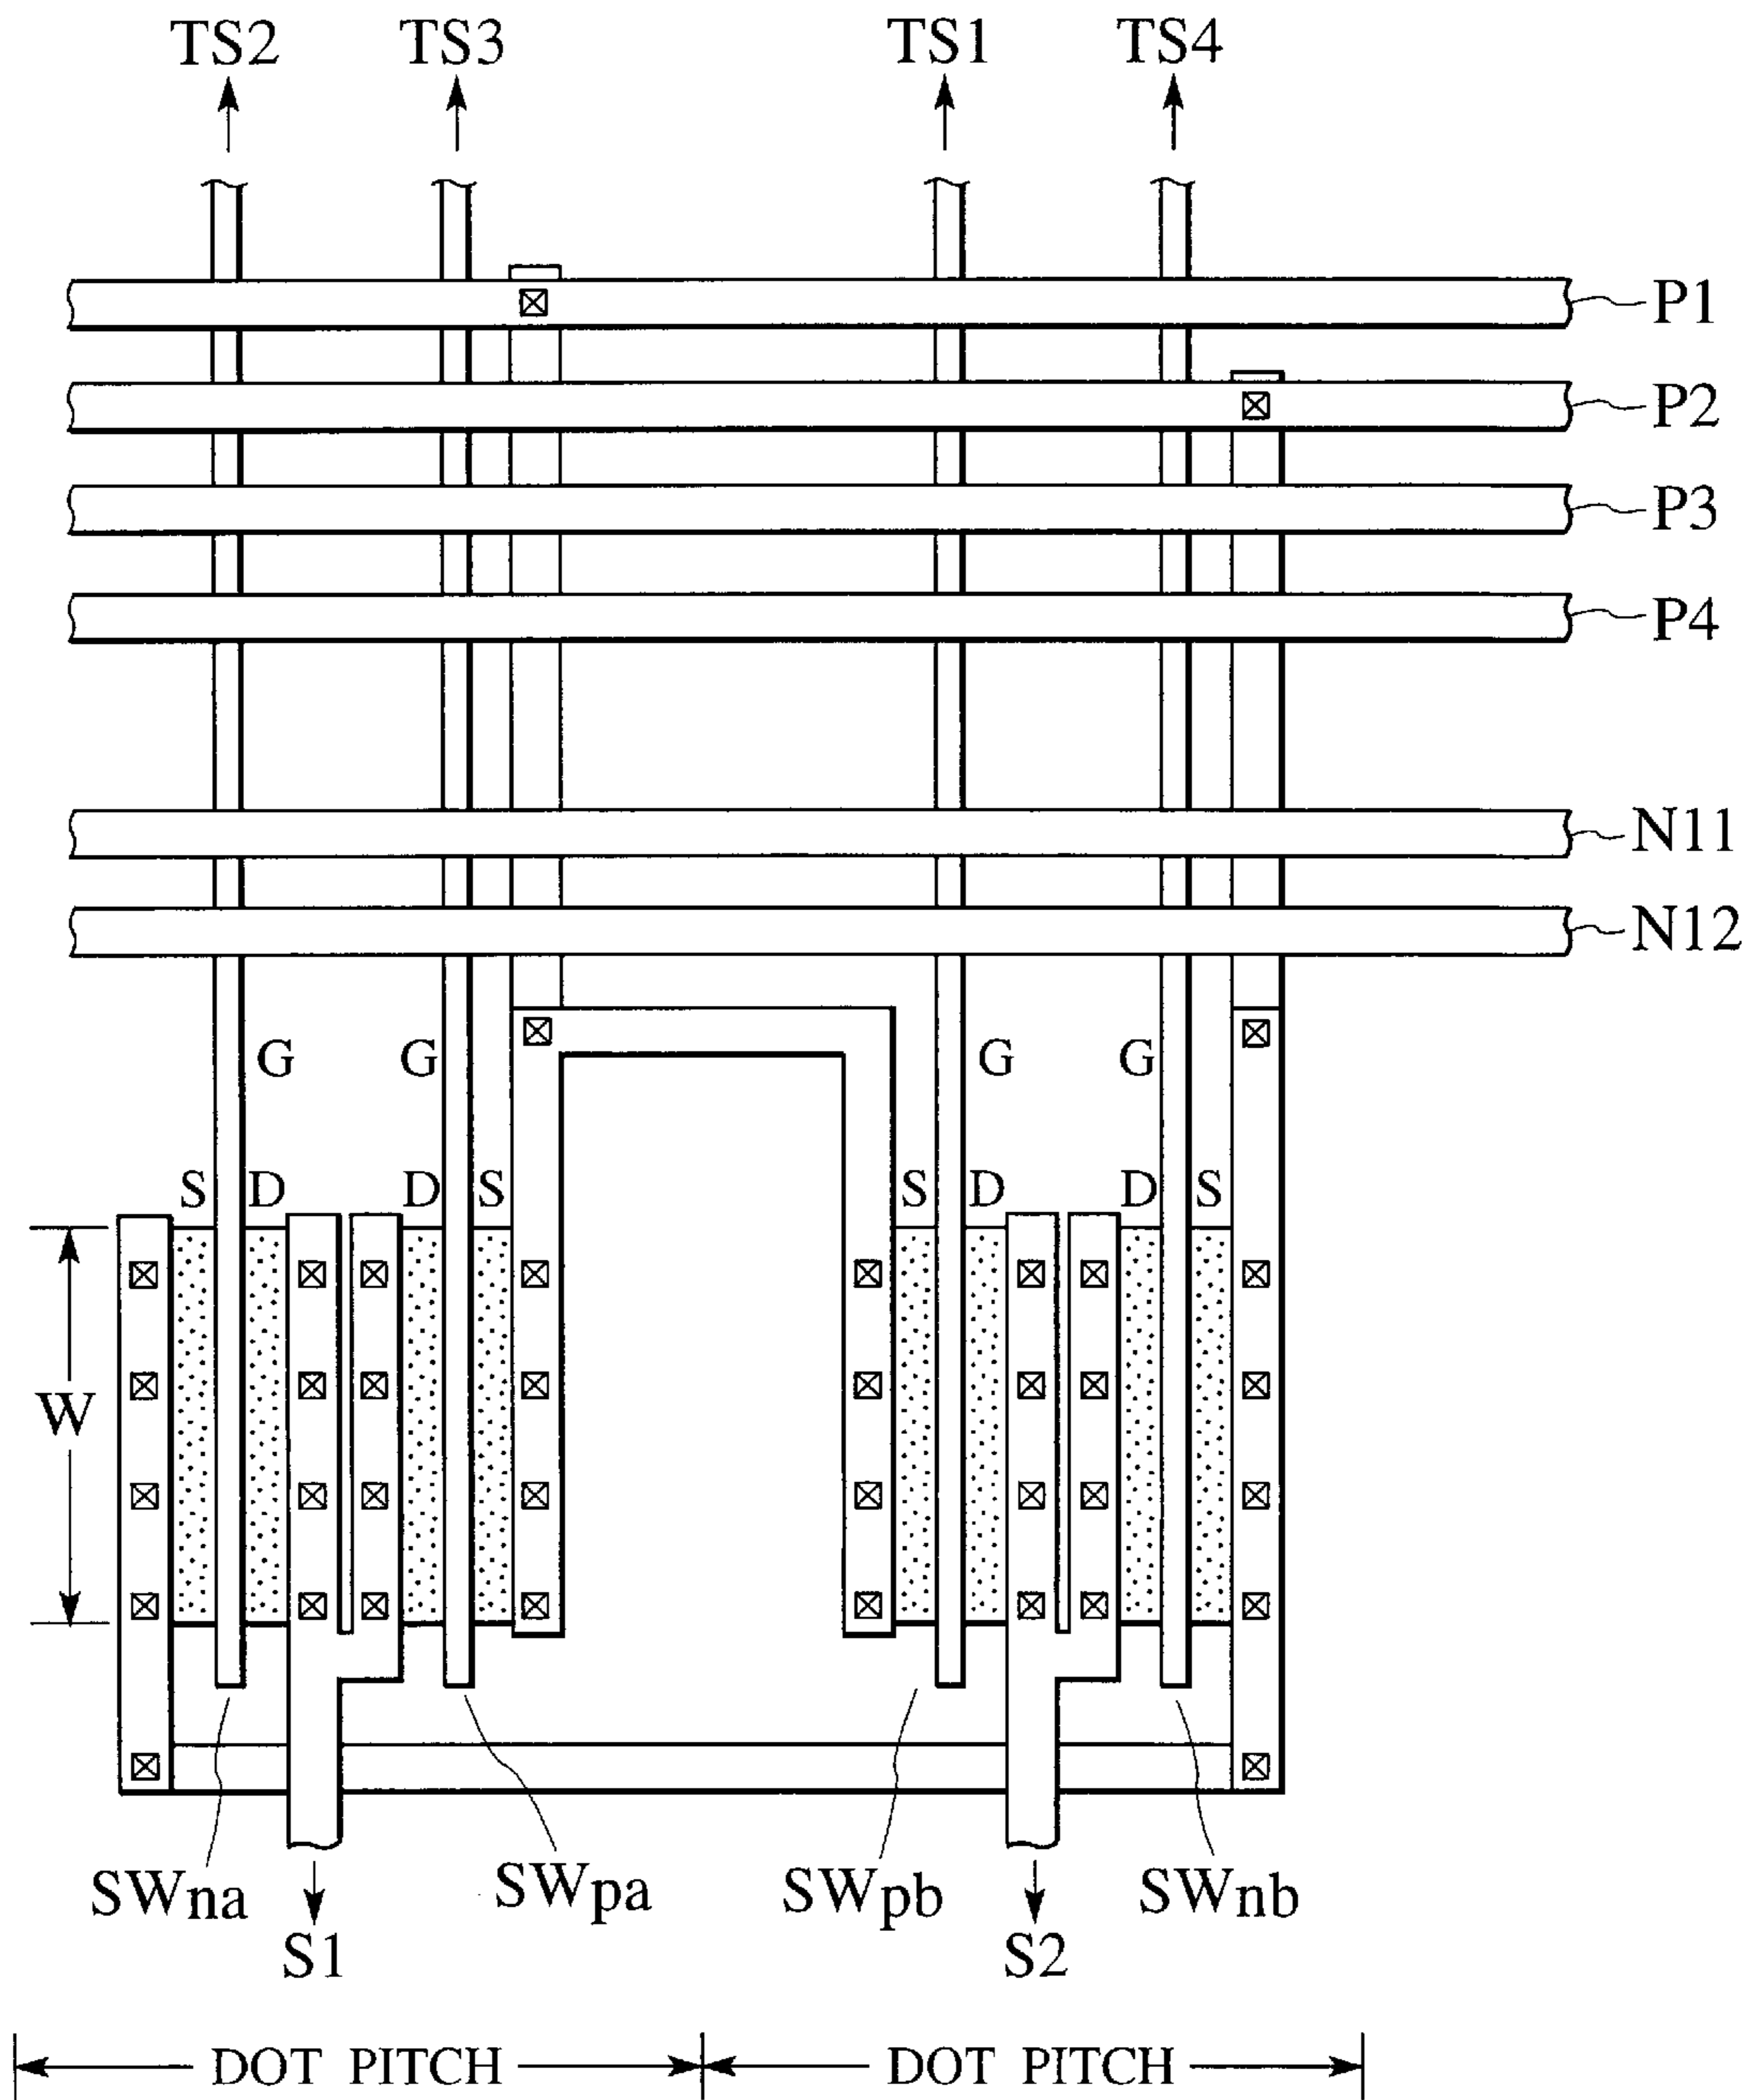 TS2 TS3 TS1 TS4
P1
P2
P3
P4
N11
N12
G G G G
S D D S S D D S
W
SWna SWpa SWpb SWnb
S1 S2
DOT PITCH DOT PITCH